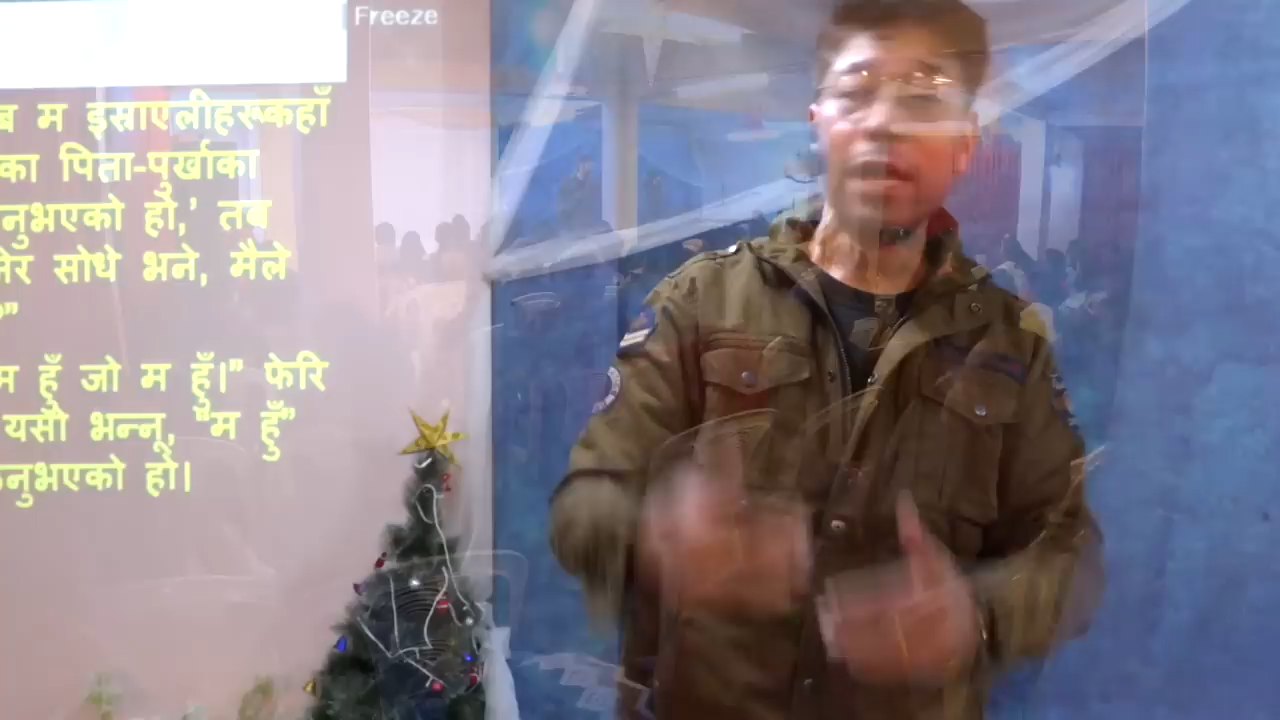 Freeze
म इस्राएलीहरूकहाँ
का पिता-पुर्खाका
नुभएको हो,' तब
सोधे भने, मैले
हुँ जो म हुँ।” फेरि
यसो भन्नू, “म हुँ”
नुभएको हो।